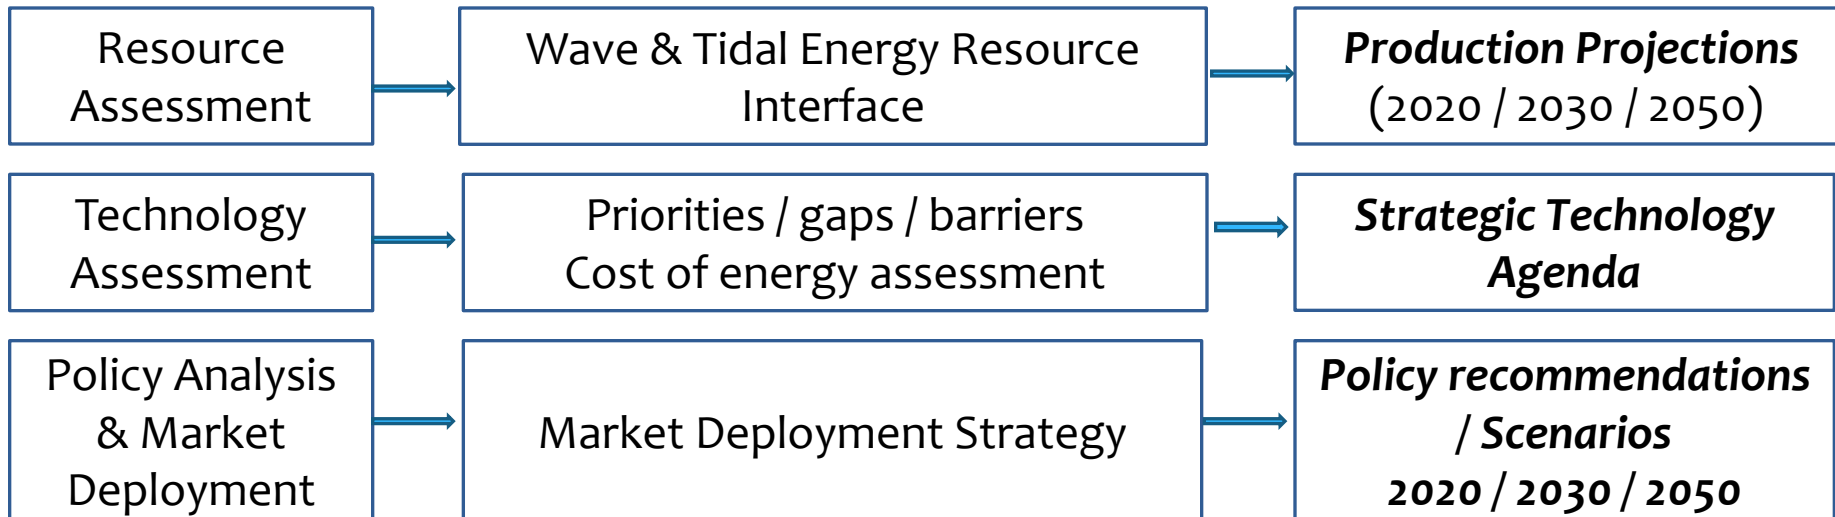 Resource
Assessment
Wave & Tidal Energy Resource
Interface
Production Projections
(2020 / 2030 / 2050)
Technology
Assessment
Priorities / gaps / barriers
Cost of energy assessment
Strategic Technology
Agenda
Policy Analysis
& Market
Deployment
Market Deployment Strategy
Policy recommendations
/ Scenarios
2020 / 2030 / 2050